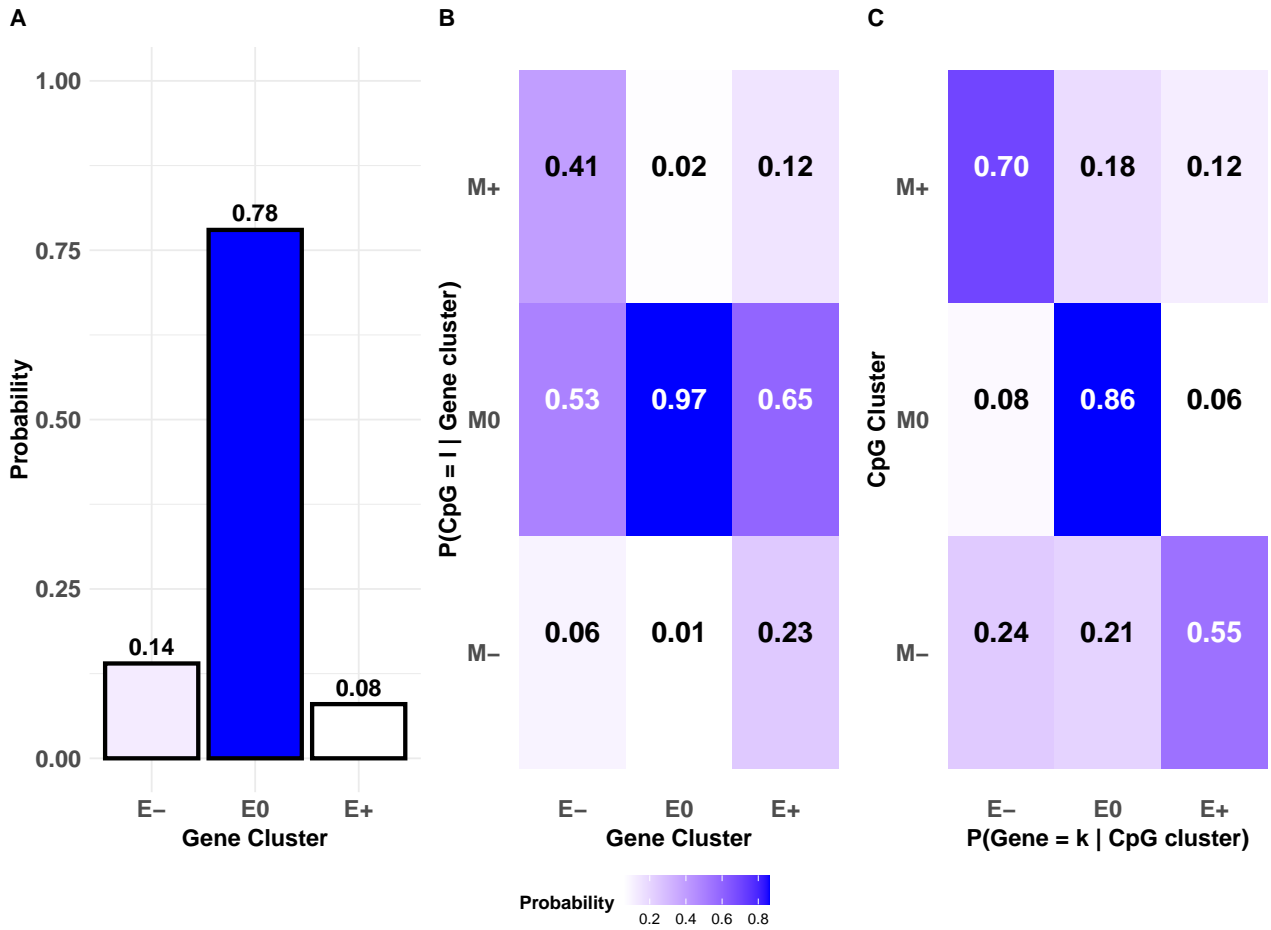 A
1.00
0.75
0.50
0.25
0.00
Probability
0.14
0.78
0.08
E− E0 E+
Gene Cluster
B
P(CpG = l | Gene cluster)
M+ 0.41 0.02 0.12
M0 0.53 0.97 0.65
M− 0.06 0.01 0.23
E− E0 E+
Gene Cluster
C
CpG Cluster
M+ 0.70 0.18 0.12
M0 0.08 0.86 0.06
M− 0.24 0.21 0.55
E− E0 E+
P(Gene = k | CpG cluster)
Probability
0.2 0.4 0.6 0.8